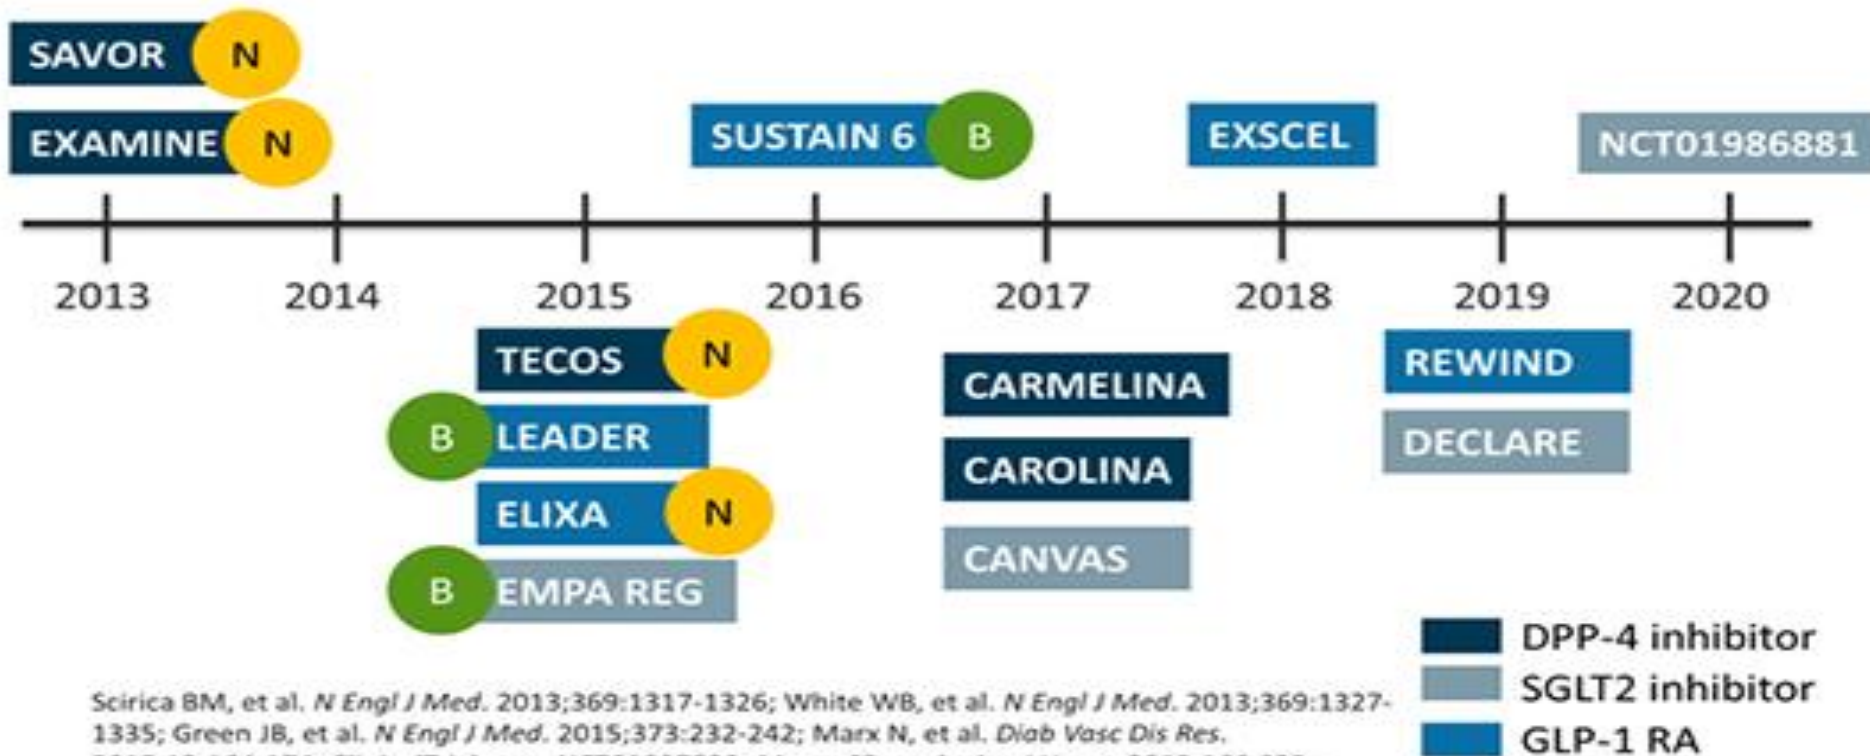 SAVOR N
EXAMINE N
SUSTAIN 6 B
EXSCEL
NCT01986881
2013 2014 2015 2016 2017 2018 2019 2020
TECOS N
B LEADER
ELIXA N
B EMPA REG
CARMELINA
CAROLINA
CANVAS
REWIND
DECLARE
DPP-4 inhibitor
SGLT2 inhibitor
GLP-1 RA
Scirica BM, et al. N Engl J Med. 2013;369:1317-1326; White WB, et al. N Engl J Med. 2013;369:1327-
1335; Green JB, et al. N Engl J Med. 2015;373:232-242; Marx N, et al. Diab Vasc Dis Res.